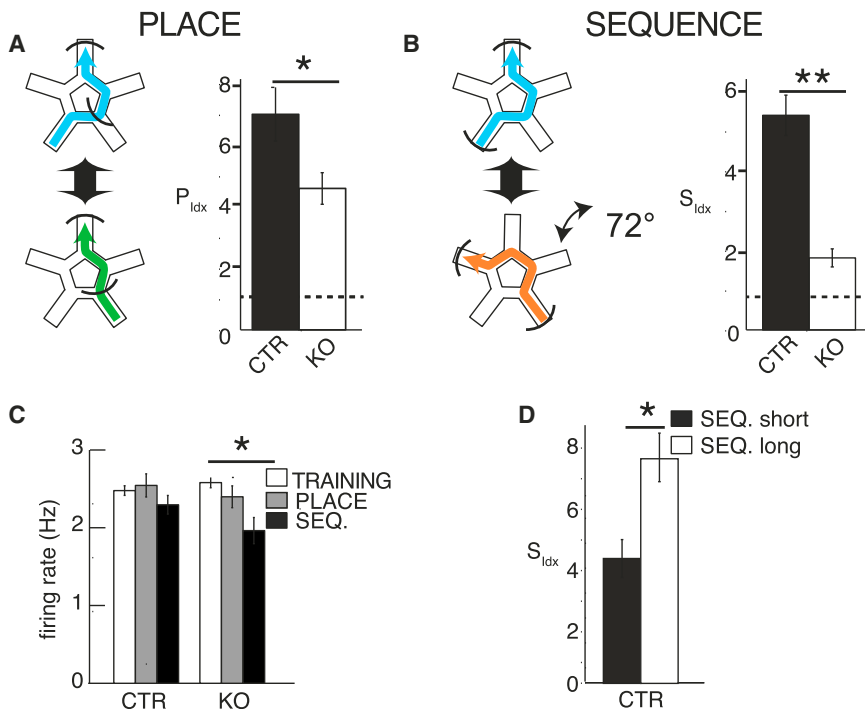 PLACE
SEQUENCE
A
*
8
6
P Idx
4
2
0
CTR
KO
B
**
6
4
S Idx
72°
2
0
CTR
KO
C
3
*
TRAINING
PLACE
SEQ.
2
firing rate (Hz)
1
0
CTR
KO
D
*
SEQ. short
SEQ. long
8
6
S Idx
4
2
0
CTR